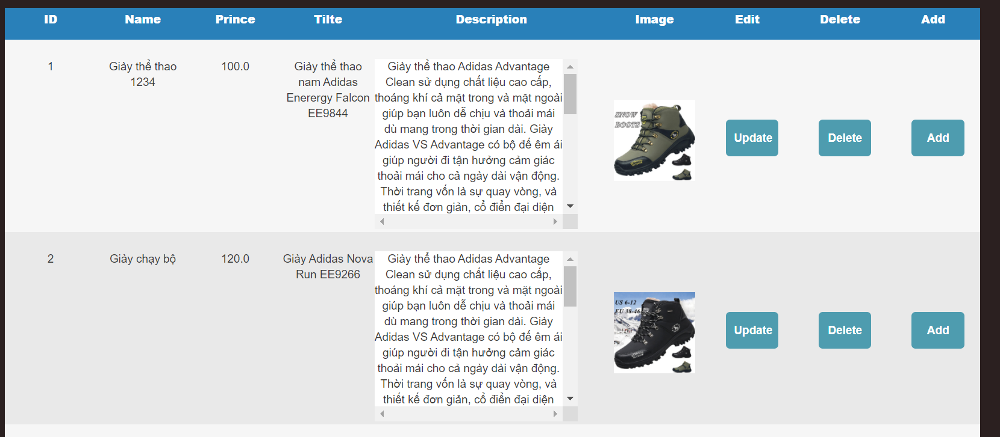 ID Name Prince Tilte Description Image Edit Delete Add
1
Giày thể thao
1234
100.0
Giày thể thao
nam Adidas
Enerergy Falcon
EE9844
Giày thể thao Adidas Advantage
Clean sử dụng chất liệu cao cấp,
thoáng khí cả mặt trong và mặt ngoài
giúp bạn luôn dễ chịu và thoải mái
dù mang trong thời gian dài. Giày
Adidas VS Advantage có bộ đế êm ái
giúp người đi tận hưởng cảm giác
thoải mái cho cả ngày dài vận động.
Thời trang vốn là sự quay vòng, và
thiết kế đơn giản, cổ điển đại diện
SNOW
BOOTS
Update
Delete
Add
2
Giày chạy bộ
120.0
Giày Adidas Nova
Run EE9266
Giày thể thao Adidas Advantage
Clean sử dụng chất liệu cao cấp,
thoáng khí cả mặt trong và mặt ngoài
giúp bạn luôn dễ chịu và thoải mái
dù mang trong thời gian dài. Giày
Adidas VS Advantage có bộ đế êm ái
giúp người đi tận hưởng cảm giác
thoải mái cho cả ngày dài vận động.
Thời trang vốn là sự quay vòng, và
thiết kế đơn giản, cổ điển đại diện
US 6-12
EU 38-46
Update
Delete
Add